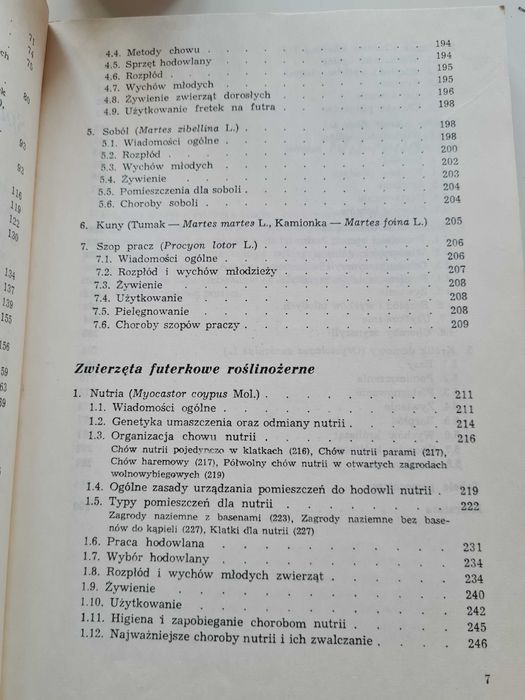 4.4. Metody chowu . . . . . . . . . . 194
4.5. Sprzęt hodowlany . . . . . . . . . . 194
4.6. Rozpłód . . . . . . . . . . 195
4.7. Wychów młodych . . . . . . . . . . 195
4.8. Żywienie zwierząt dorosłych . . . . . . . 196
4.9. Użytkowanie fretek na futra . . . . . . . 198
5. Soból (Martes zibellina L.) . . . . . . . . 198
5.1. Wiadomości ogólne . . . . . . . . . 198
5.2. Rozpłód . . . . . . . . . . 200
5.3. Wychów młodych . . . . . . . . . 202
5.4. Żywienie . . . . . . . . . . 203
5.5. Pomieszczenia dla soboli . . . . . . . . 204
5.6. Choroby soboli . . . . . . . . . 204
6. Kuny (Tumak — Martes martes L., Kamionka — Martes foina L.) 205
7. Szop pracz (Procyon lotor L.) . . . . . . . 206
7.1. Wiadomości ogólne . . . . . . . . . 206
7.2. Rozpłód i wychów młodzieży . . . . . . . 207
7.3. Żywienie . . . . . . . . . . 208
7.4. Użytkowanie . . . . . . . . . . 208
7.5. Pielęgnowanie . . . . . . . . . . 208
7.6. Choroby szopów praczy . . . . . . . . 209
Zwierzęta futerkowe roślinożerne
1. Nutria (Myocastor coypus Mol.) . . . . . . . 211
1.1. Wiadomości ogólne . . . . . . . . . 211
1.2. Genetyka umaszczenia oraz odmiany nutrii . . . . 214
1.3. Organizacja chowu nutrii . . . . . . . 216
Chów nutrii pojedynczo w klatkach (216), Chów nutrii parami (217),
Chów haremowy (217), Półwolny chów nutrii w otwartych zagrodach
wolnowybiegowych (219)
1.4. Ogólne zasady urządzania pomieszczeń do hodowli nutrii . 219
1.5. Typy pomieszczeń dla nutrii . . . . . . . 222
Zagrody naziemne z basenami (223), Zagrody naziemne bez base-
nów do kąpieli (227), Klatki dla nutrii (227)
1.6. Praca hodowlana . . . . . . . . . 231
1.7. Wybór hodowlany . . . . . . . . . 234
1.8. Rozpłód i wychów młodych zwierząt . . . . . 234
1.9. Żywienie . . . . . . . . . . 240
1.10. Użytkowanie . . . . . . . . . . 242
1.11. Higiena i zapobieganie chorobom nutrii . . . . . 245
1.12. Najważniejsze choroby nutrii i ich zwalczanie . . . . 246
7